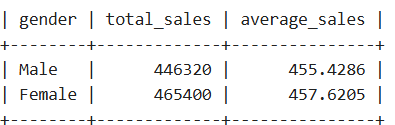 | gender | total_sales | average_sales |
+--------+-------------+---------------+
| Male   |      446320 |      455.4286 |
| Female |      465400 |      457.6205 |
+--------+-------------+---------------+